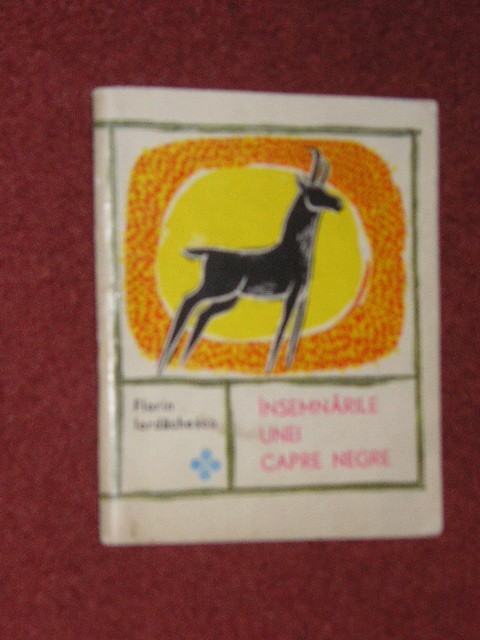 Florin
Iordăchescu
ÎNSEMNĂRILE
UNEI
CAPRE NEGRE